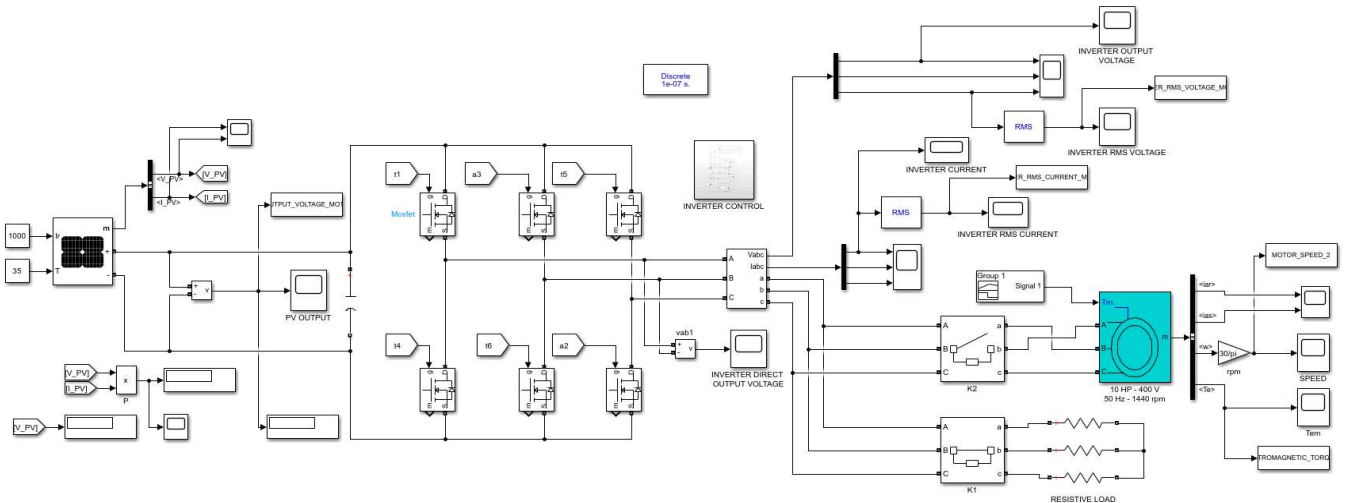 Discrete
1e-07 s.
INVERTER OUTPUT
VOLTAGE
ER_RMS_VOLTAGE_MO
RMS
INVERTER RMS VOLTAGE
INVERTER CURRENT
ER_RMS_CURRENT_M
RMS
INVERTER RMS CURRENT
INVERTER CONTROL
<V_PV>
[V_PV]
<I_PV>
[I_PV]
UTPUT_VOLTAGE_MOT
1000
35
Ir
T
m
+
-
+
-
v
PV OUTPUT
[V_PV]
[I_PV]
x
P
[V_PV]
t1
a3
t5
Mosfet
g
D
m
S
g
D
m
S
g
D
m
S
t4
t6
a2
g
D
m
S
g
D
m
S
g
D
m
S
A
B
C
Vabc
Iabc
a
b
c
vab1
+
-
v
INVERTER DIRECT
OUTPUT VOLTAGE
Group 1
Signal 1
Tm
A
B
C
m
10 HP - 400 V
50 Hz - 1440 rpm
A
B
C
a
b
c
K2
A
B
C
a
b
c
K1
RESISTIVE LOAD
<iar>
<ias>
<w>
<Te>
30/pi
rpm
MOTOR_SPEED_2
SPEED
Tem
TROMAGNETIC_TORQ